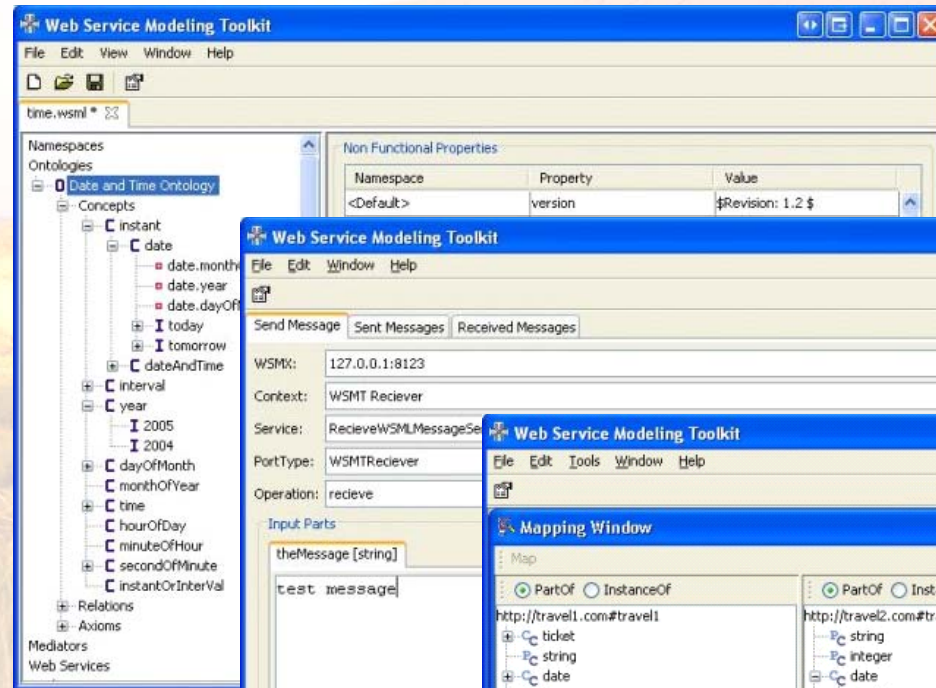 Web Service Modeling Toolkit
File Edit View Window Help
time.wsml *
Namespaces
Ontologies
Date and Time Ontology
Concepts
instant
date
date.month
date.year
date.dayOf
today
tomorrow
dateAndTime
interval
year
2005
2004
dayOfMonth
monthOfYear
time
hourOfDay
minuteOfHour
secondOfMinute
instantOrInterVal
Relations
Axioms
Mediators
Web Services
Non Functional Properties
Namespace Property Value
<Default> version $Revision: 1.2 $
Web Service Modeling Toolkit
File Edit Window Help
Send Message Sent Messages Received Messages
WSMX: 127.0.0.1:8123
Context: WSMT Reciever
Service: RecieveWSMLMessageSe
PortType: WSMTReciever
Operation: recieve
Input Parts
theMessage [string]
test message
Web Service Modeling Toolkit
File Edit Tools Window Help
Mapping Window
Map
PartOf InstanceOf
http://travel1.com#travel1
ticket
string
date
PartOf Inst
http://travel2.com#tr
string
integer
date